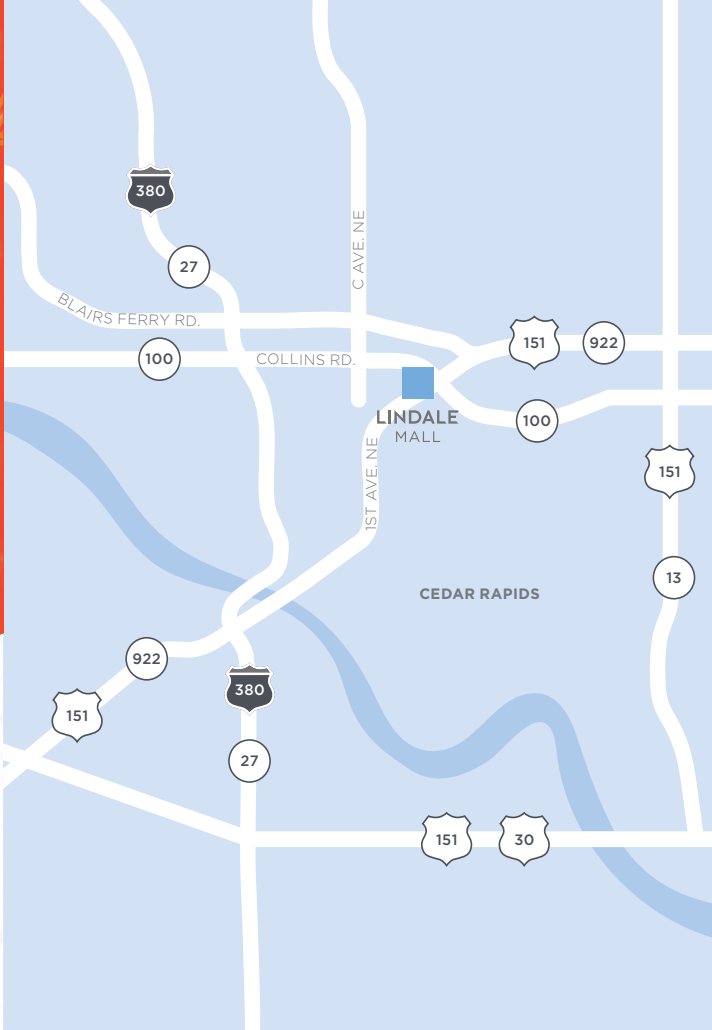 380
C AVE. NE
27
BLAIRS FERRY RD.
151
922
100
COLLINS RD.
LINDALE
MALL
100
1ST AVE. NE
151
13
CEDAR RAPIDS
922
380
151
27
151
30